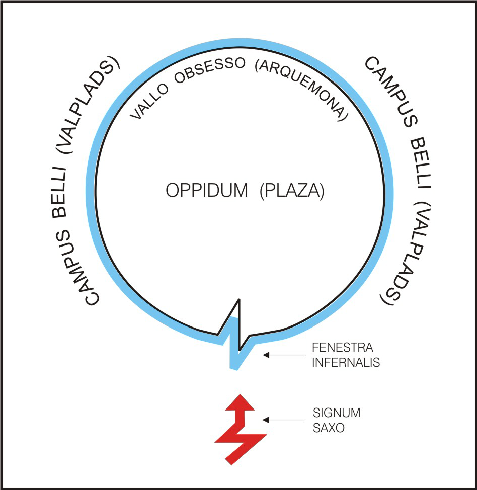 VALLO OBSESSO (ARQUEMONA)
CAMPUS BELLI (VALPLADS)
CAMPUS BELLI (VALPLADS)
OPPIDUM (PLAZA)
FENESTRA
INFERNALIS
SIGNUM
SAXO